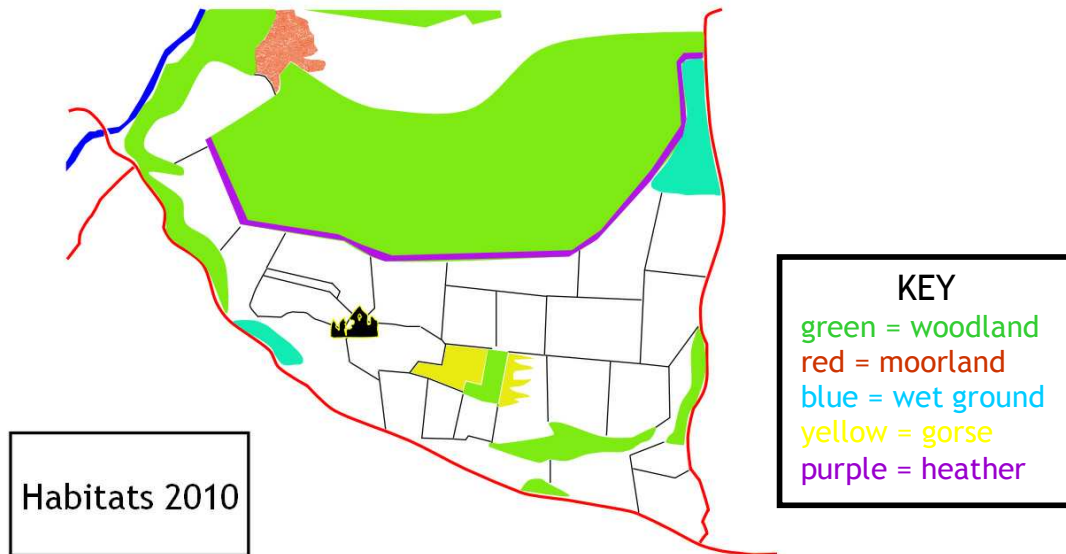 KEY
green = woodland
red = moorland
blue = wet ground
yellow = gorse
purple = heather
Habitats 2010